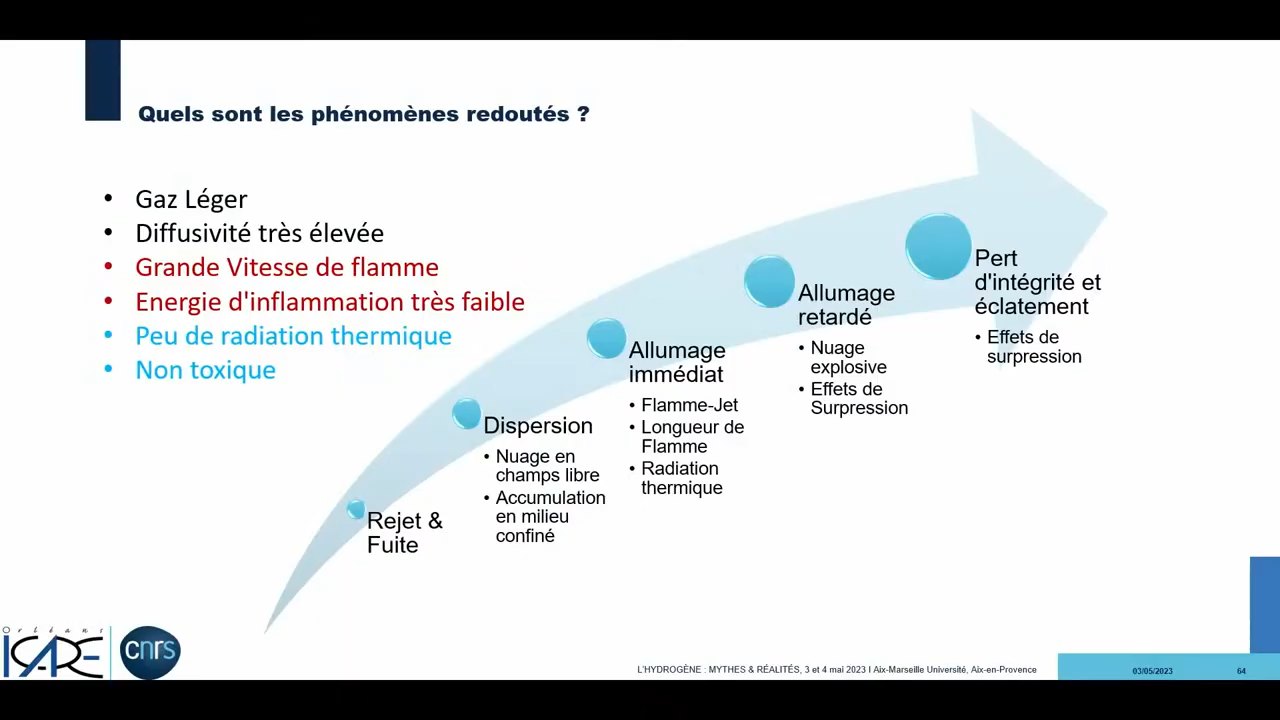 Quels sont les phénomènes redoutés ?
• Gaz Léger
• Diffusivité très élevée
• Grande Vitesse de flamme
• Energie d'inflammation très faible
• Peu de radiation thermique
• Non toxique
Rejet &
Fuite
Dispersion
• Nuage en
champs libre
• Accumulation
en milieu
confiné
Allumage
immédiat
• Flamme-Jet
• Longueur de
Flamme
• Radiation
thermique
Allumage
retardé
• Nuage
explosive
• Effets de
Surpression
Pert
d'intégrité et
éclatement
• Effets de
surpression
Orléans
ICARE
cnrs
L'HYDROGÈNE : MYTHES & RÉALITÉS, 3 et 4 mai 2023 I Aix-Marseille Université, Aix-en-Provence
03/05/2023
64